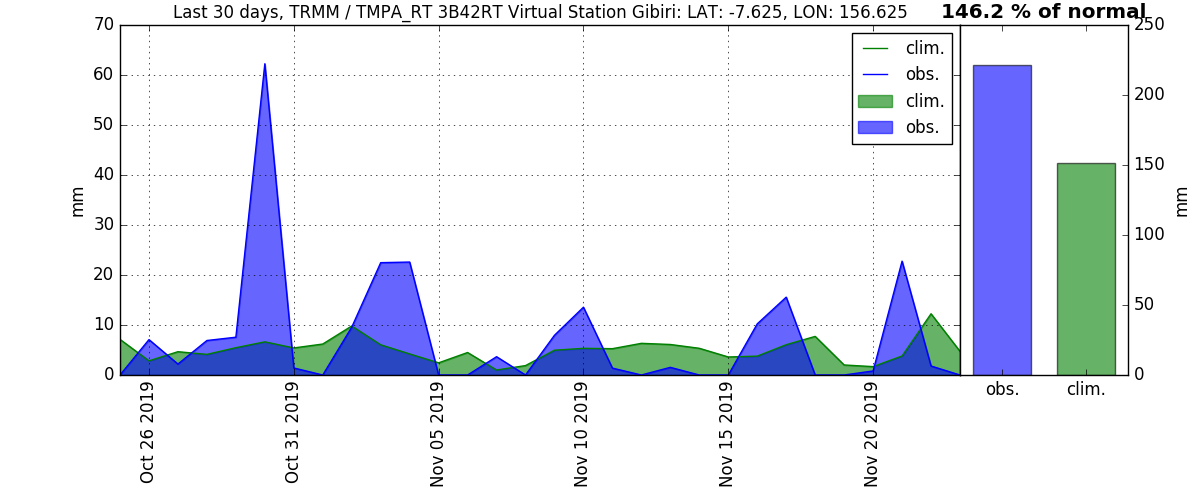 Last 30 days, TRMM / TMPA_RT 3B42RT Virtual Station Gibiri: LAT: -7.625, LON: 156.625
146.2 % of normal
70
60
50
40
30
20
10
0
mm
clim.
obs.
clim.
obs.
250
200
150
100
50
0
mm
Oct 26 2019
Oct 31 2019
Nov 05 2019
Nov 10 2019
Nov 15 2019
Nov 20 2019
obs.
clim.